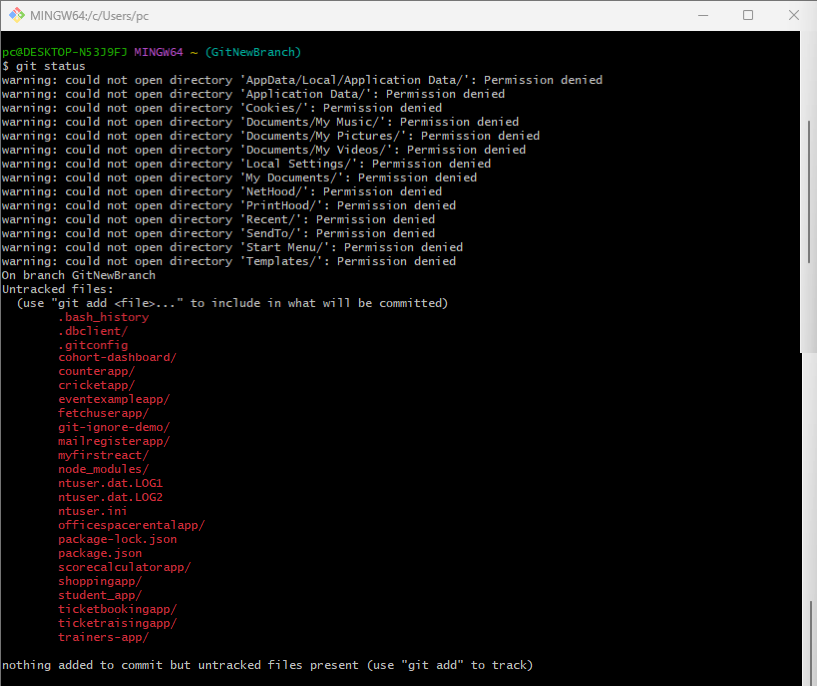 MINGW64:/c/Users/pc
pc@DESKTOP-N53J9FJ MINGW64 ~ (GitNewBranch)
$ git status
warning: could not open directory 'AppData/Local/Application Data/': Permission denied
warning: could not open directory 'Application Data/': Permission denied
warning: could not open directory 'Cookies/': Permission denied
warning: could not open directory 'Documents/My Music/': Permission denied
warning: could not open directory 'Documents/My Pictures/': Permission denied
warning: could not open directory 'Documents/My Videos/': Permission denied
warning: could not open directory 'Local Settings/': Permission denied
warning: could not open directory 'My Documents/': Permission denied
warning: could not open directory 'NetHood/': Permission denied
warning: could not open directory 'PrintHood/': Permission denied
warning: could not open directory 'Recent/': Permission denied
warning: could not open directory 'SendTo/': Permission denied
warning: could not open directory 'Start Menu/': Permission denied
warning: could not open directory 'Templates/': Permission denied
On branch GitNewBranch
Untracked files:
  (use "git add <file>..." to include in what will be committed)
        .bash_history
        .dbclient/
        .gitconfig
        cohort-dashboard/
        counterapp/
        cricketapp/
        eventexampleapp/
        fetchuserapp/
        git-ignore-demo/
        mailregisterapp/
        myfirstreact/
        node_modules/
        ntuser.dat.LOG1
        ntuser.dat.LOG2
        ntuser.ini
        officespacerentalapp/
        package-lock.json
        package.json
        scorecalculatorapp/
        shoppingapp/
        student_app/
        ticketbookingapp/
        ticketraisingapp/
        trainers-app/
nothing added to commit but untracked files present (use "git add" to track)